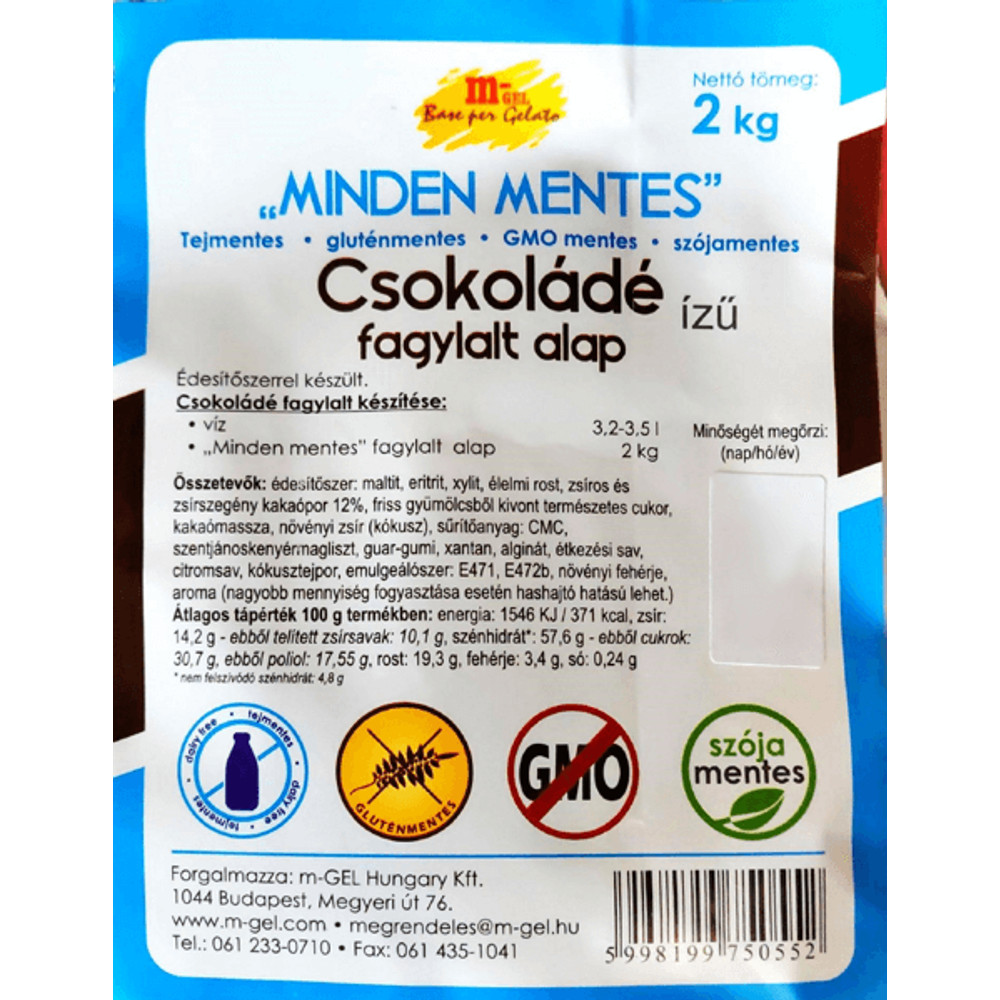 m-GEL
Base per Gelato
Nettó tömeg:
2 kg
„MINDEN MENTES”
Tejmentes • gluténmentes • GMO mentes • szójamentes
Csokoládé ízű
fagylalt alap
Édesítőszerrel készült.
Csokoládé fagylalt készítése:
• víz 3,2-3,5 l
• „Minden mentes” fagylalt alap 2 kg
Minőségét megőrzi:
(nap/hó/év)
Összetevők: édesítőszer: maltit, eritrit, xylit, élelmi rost, zsíros és
zsírszegény kakaópor 12%, friss gyümölcsből kivont természetes cukor,
kakaómassza, növényi zsír (kókusz), sűrítőanyag: CMC,
szentjánoskenyérmagliszt, guar-gumi, xantan, alginát, étkezési sav,
citromsav, kókusztejpor, emulgeálószer: E471, E472b, növényi fehérje,
aroma (nagyobb mennyiség fogyasztása esetén hashajtó hatású lehet.)
Átlagos tápérték 100 g termékben: energia: 1546 KJ / 371 kcal, zsír:
14,2 g - ebből telített zsírsavak: 10,1 g, szénhidrát*: 57,6 g - ebből cukrok:
30,7 g, ebből poliol: 17,55 g, rost: 19,3 g, fehérje: 3,4 g, só: 0,24 g
* nem felszívódó szénhidrát: 4,8 g
dairy free • tejmentes • dairy free • tejmentes •
GLUTÉNMENTES
GMO
szója
mentes
Forgalmazza: m-GEL Hungary Kft.
1044 Budapest, Megyeri út 76.
www.m-gel.com • megrendeles@m-gel.hu
Tel.: 061 233-0710 • Fax: 061 435-1041
5 998199 750552